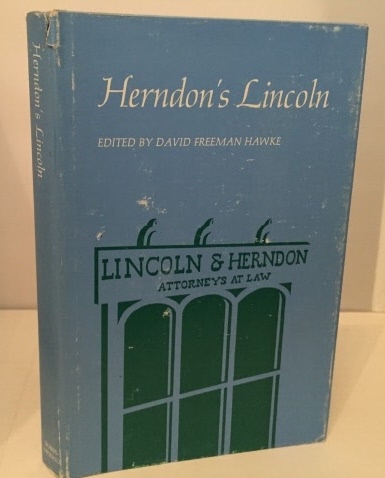 Herndon's Lincoln
EDITED BY DAVID FREEMAN HAWKE
LINCOLN & HERNDON
ATTORNEYS AT LAW
Herndon's Lincoln